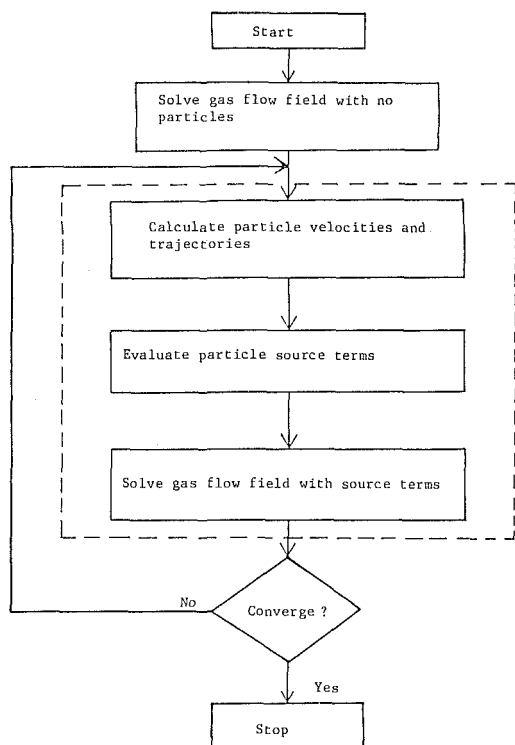 Start
Solve gas flow field with no
particles
Calculate particle velocities and
trajectories
Evaluate particle source terms
Solve gas flow field with source terms
No
Converge ?
Yes
Stop